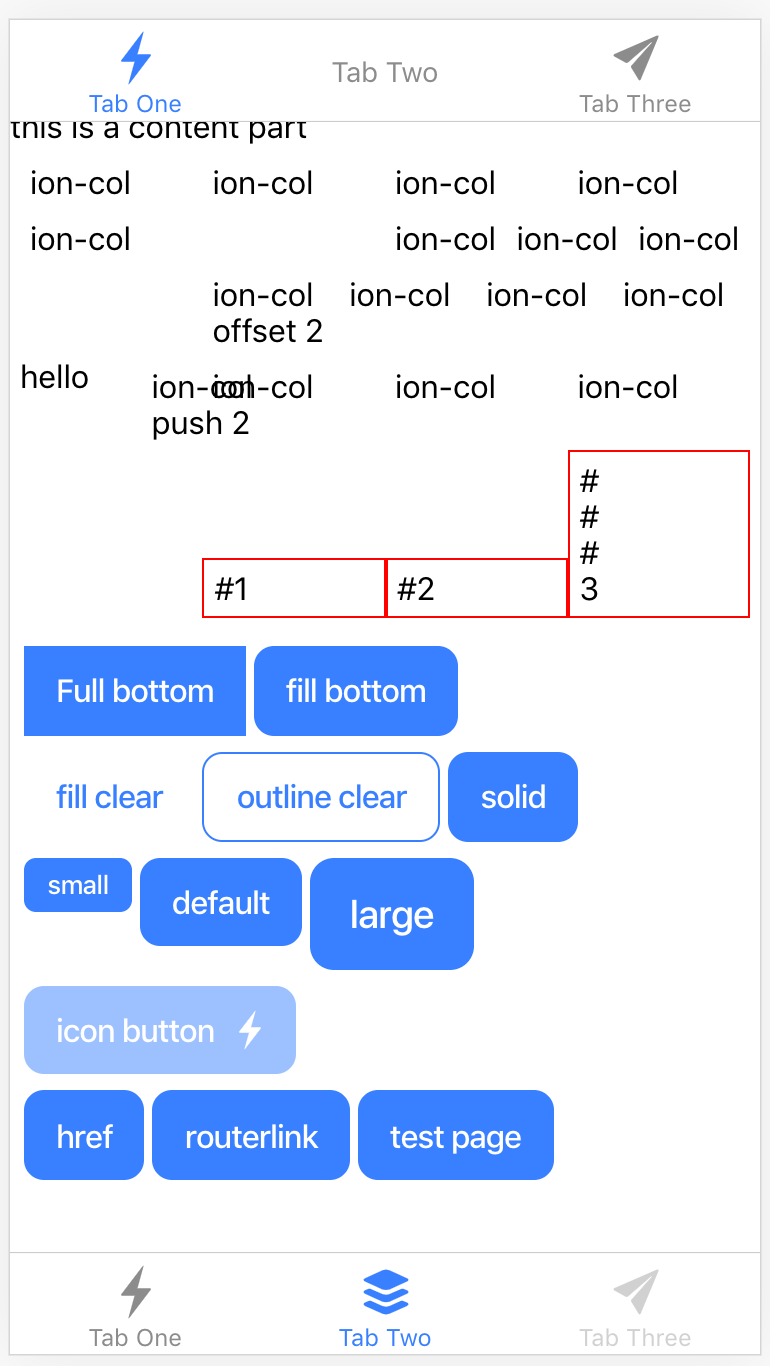 Tab One Tab Two Tab Three
this is a content part
ion-col ion-col ion-col ion-col
ion-col ion-col ion-col ion-col
ion-col ion-col ion-col ion-col
offset 2
hello
ion-col ion-col ion-col ion-col
push 2
#
#
#
#1 #2 3
Full bottom fill bottom
fill clear outline clear solid
small default large
icon button
href routerlink test page
Tab One Tab Two Tab Three